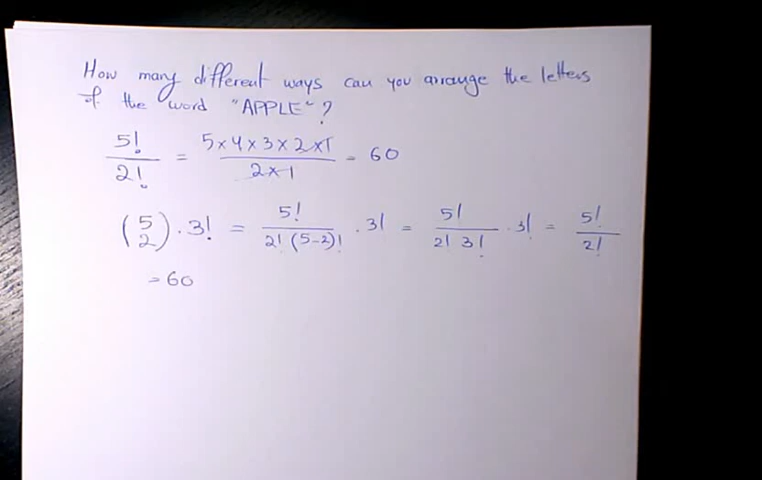 How many different ways can you arrange the letters
of the word "APPLE"?
5!/2! = 5×4×3×2×1/2×1 = 60
(5 2) · 3! = 5!/2!(5-2)! · 3! = 5!/2! 3! · 3! = 5!/2!
= 60